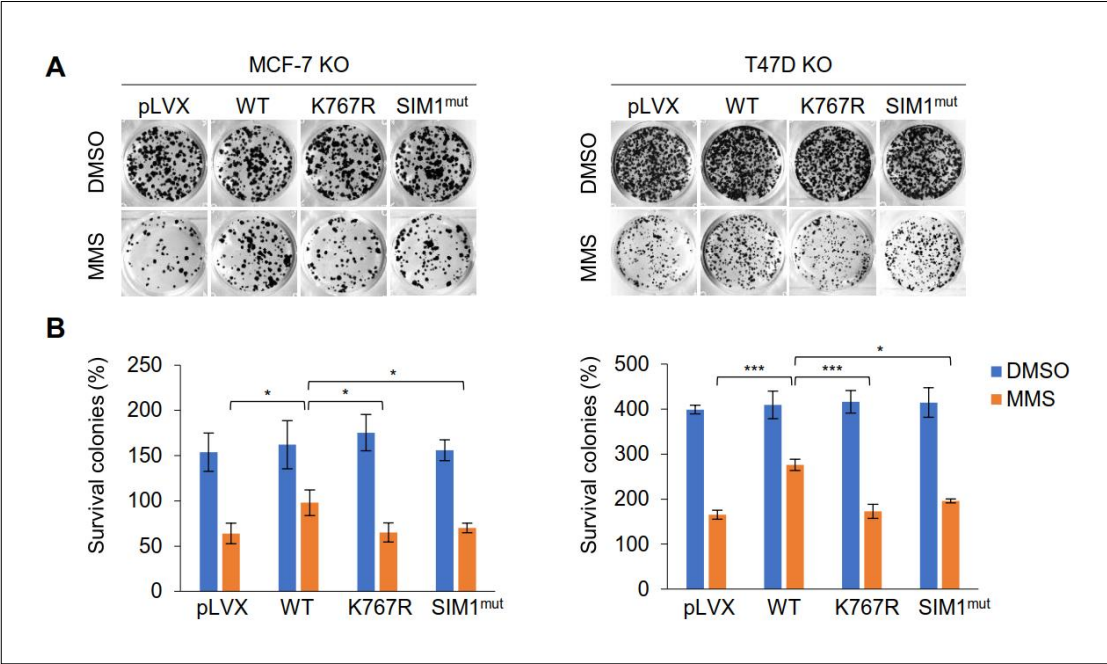 A
MCF-7 KO
T47D KO
pLVX WT K767R SIM1mut
pLVX WT K767R SIM1mut
DMSO
MMS
DMSO
MMS
B
Survival colonies (%)
250
200
150
100
50
0
* * *
pLVX WT K767R SIM1mut
Survival colonies (%)
500
400
300
200
100
0
*** *** *
pLVX WT K767R SIM1mut
DMSO
MMS